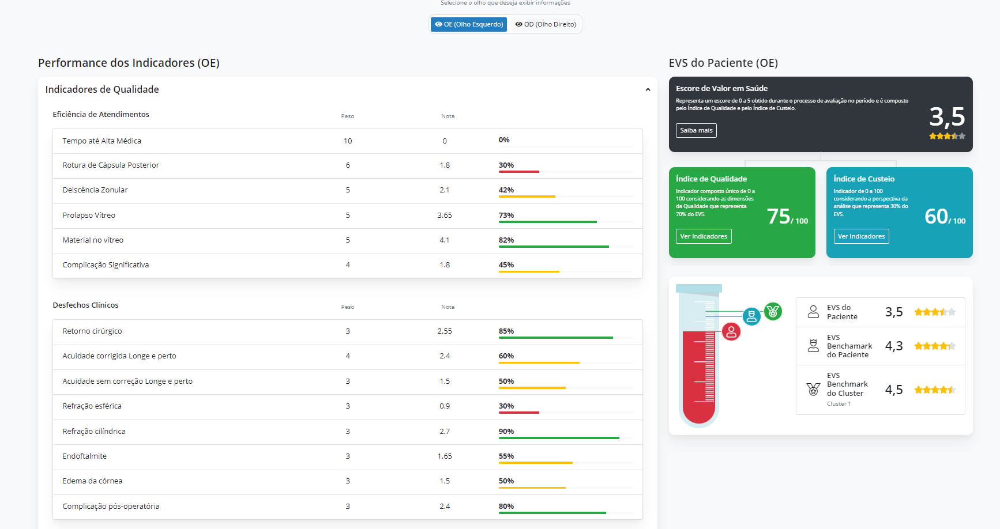 Selecione o olho que deseja exibir informações
OE (Olho Esquerdo) OD (Olho Direito)
Performance dos Indicadores (OE)
Indicadores de Qualidade
Eficiência de Atendimentos Peso Nota
Tempo até Alta Médica 10 0 0%
Rotura de Cápsula Posterior 6 1.8 30%
Deiscência Zonular 5 2.1 42%
Prolapso Vítreo 5 3.65 73%
Material no vítreo 5 4.1 82%
Complicação Significativa 4 1.8 45%
Desfechos Clínicos Peso Nota
Retorno cirúrgico 3 2.55 85%
Acuidade corrigida Longe e perto 4 2.4 60%
Acuidade sem correção Longe e perto 3 1.5 50%
Refração esférica 3 0.9 30%
Refração cilíndrica 3 2.7 90%
Endoftalmite 3 1.65 55%
Edema da córnea 3 1.5 50%
Complicação pós-operatória 3 2.4 80%
EVS do Paciente (OE)
Escore de Valor em Saúde
Representa um escore de 0 a 5 obtido durante o processo de avaliação no período e é composto
pelo Índice de Qualidade e pelo Índice de Custeio.
3,5
Saiba mais
Índice de Qualidade
Indicador composto único de 0 a
100 considerando as dimensões
da Qualidade que representa
70% do EVS.
75/ 100
Ver Indicadores
Índice de Custeio
Indicador de 0 a 100
considerando a perspectiva da
análise que representa 30% do
EVS.
60/ 100
Ver Indicadores
EVS do
Paciente
3,5
EVS
Benchamark
do Paciente
4,3
EVS
Benchmark
do Cluster
Cluster 1
4,5